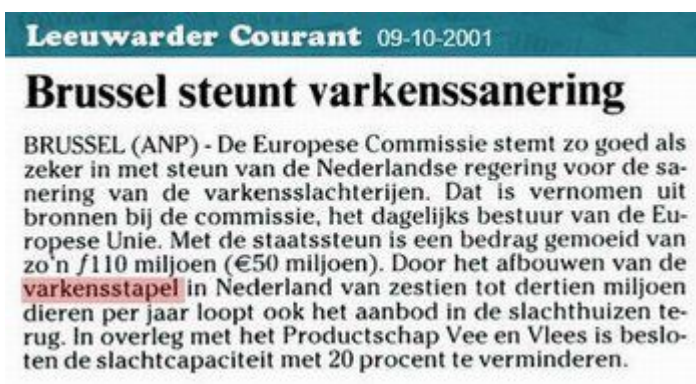 Leeuwarder Courant 09-10-2001
Brussel steunt varkenssanering
BRUSSEL (ANP) - De Europese Commissie stemt zo goed als
zeker in met steun van de Nederlandse regering voor de sa-
nering van de varkensslachterijen. Dat is vernomen uit
bronnen bij de commissie, het dagelijks bestuur van de Eu-
ropese Unie. Met de staatssteun is een bedrag gemoeid van
zo'n ƒ110 miljoen (€50 miljoen). Door het afbouwen van de
varkensstapel in Nederland van zestien tot dertien miljoen
dieren per jaar loopt ook het aanbod in de slachthuizen te-
rug. In overleg met het Productschap Vee en Vlees is beslo-
ten de slachtcapaciteit met 20 procent te verminderen.